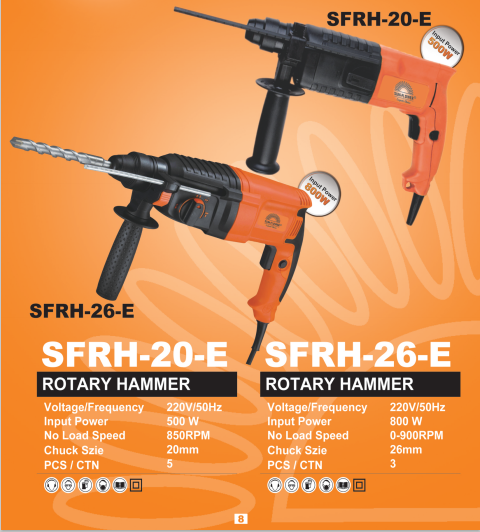 SFRH-20-E
Input Power
500W
Input Power
800W
SFRH-26-E
SFRH-20-E
ROTARY HAMMER
Voltage/Frequency 220V/50Hz
Input Power 500 W
No Load Speed 850RPM
Chuck Szie 20mm
PCS / CTN 5
SFRH-26-E
ROTARY HAMMER
Voltage/Frequency 220V/50Hz
Input Power 800 W
No Load Speed 0-900RPM
Chuck Szie 26mm
PCS / CTN 3
8